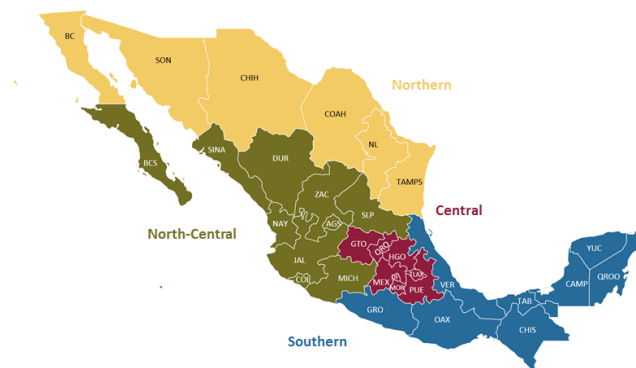 BC
SON
CHIH
COAH
Northern
NL
TAMPS
SINA
DUR
BCS
ZAC
SLP
AGS
NAY
North-Central
Central
GTO
QRO
HGO
JAL
COL
MICH
MEX
DF
TLAX
MOR
PUE
VER
GRO
OAX
TAB
CHIS
CAMP
YUC
QROO
Southern